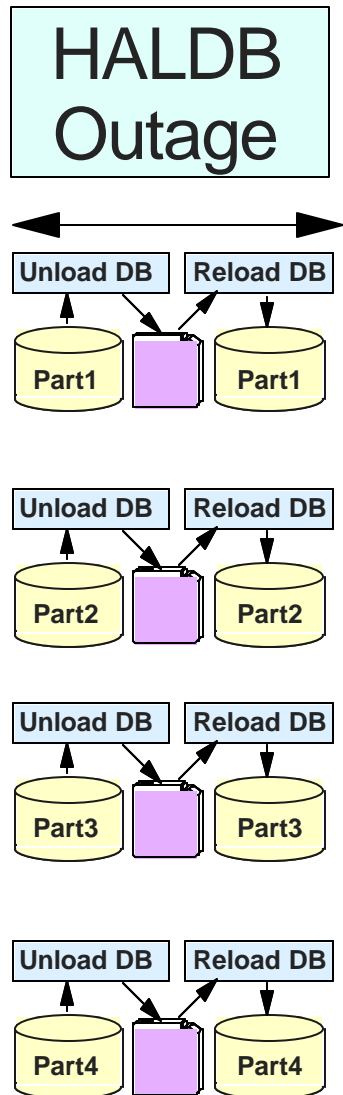 HALDB
Outage
Unload DB Reload DB
Part1 Part1
Unload DB Reload DB
Part2 Part2
Unload DB Reload DB
Part3 Part3
Unload DB Reload DB
Part4 Part4